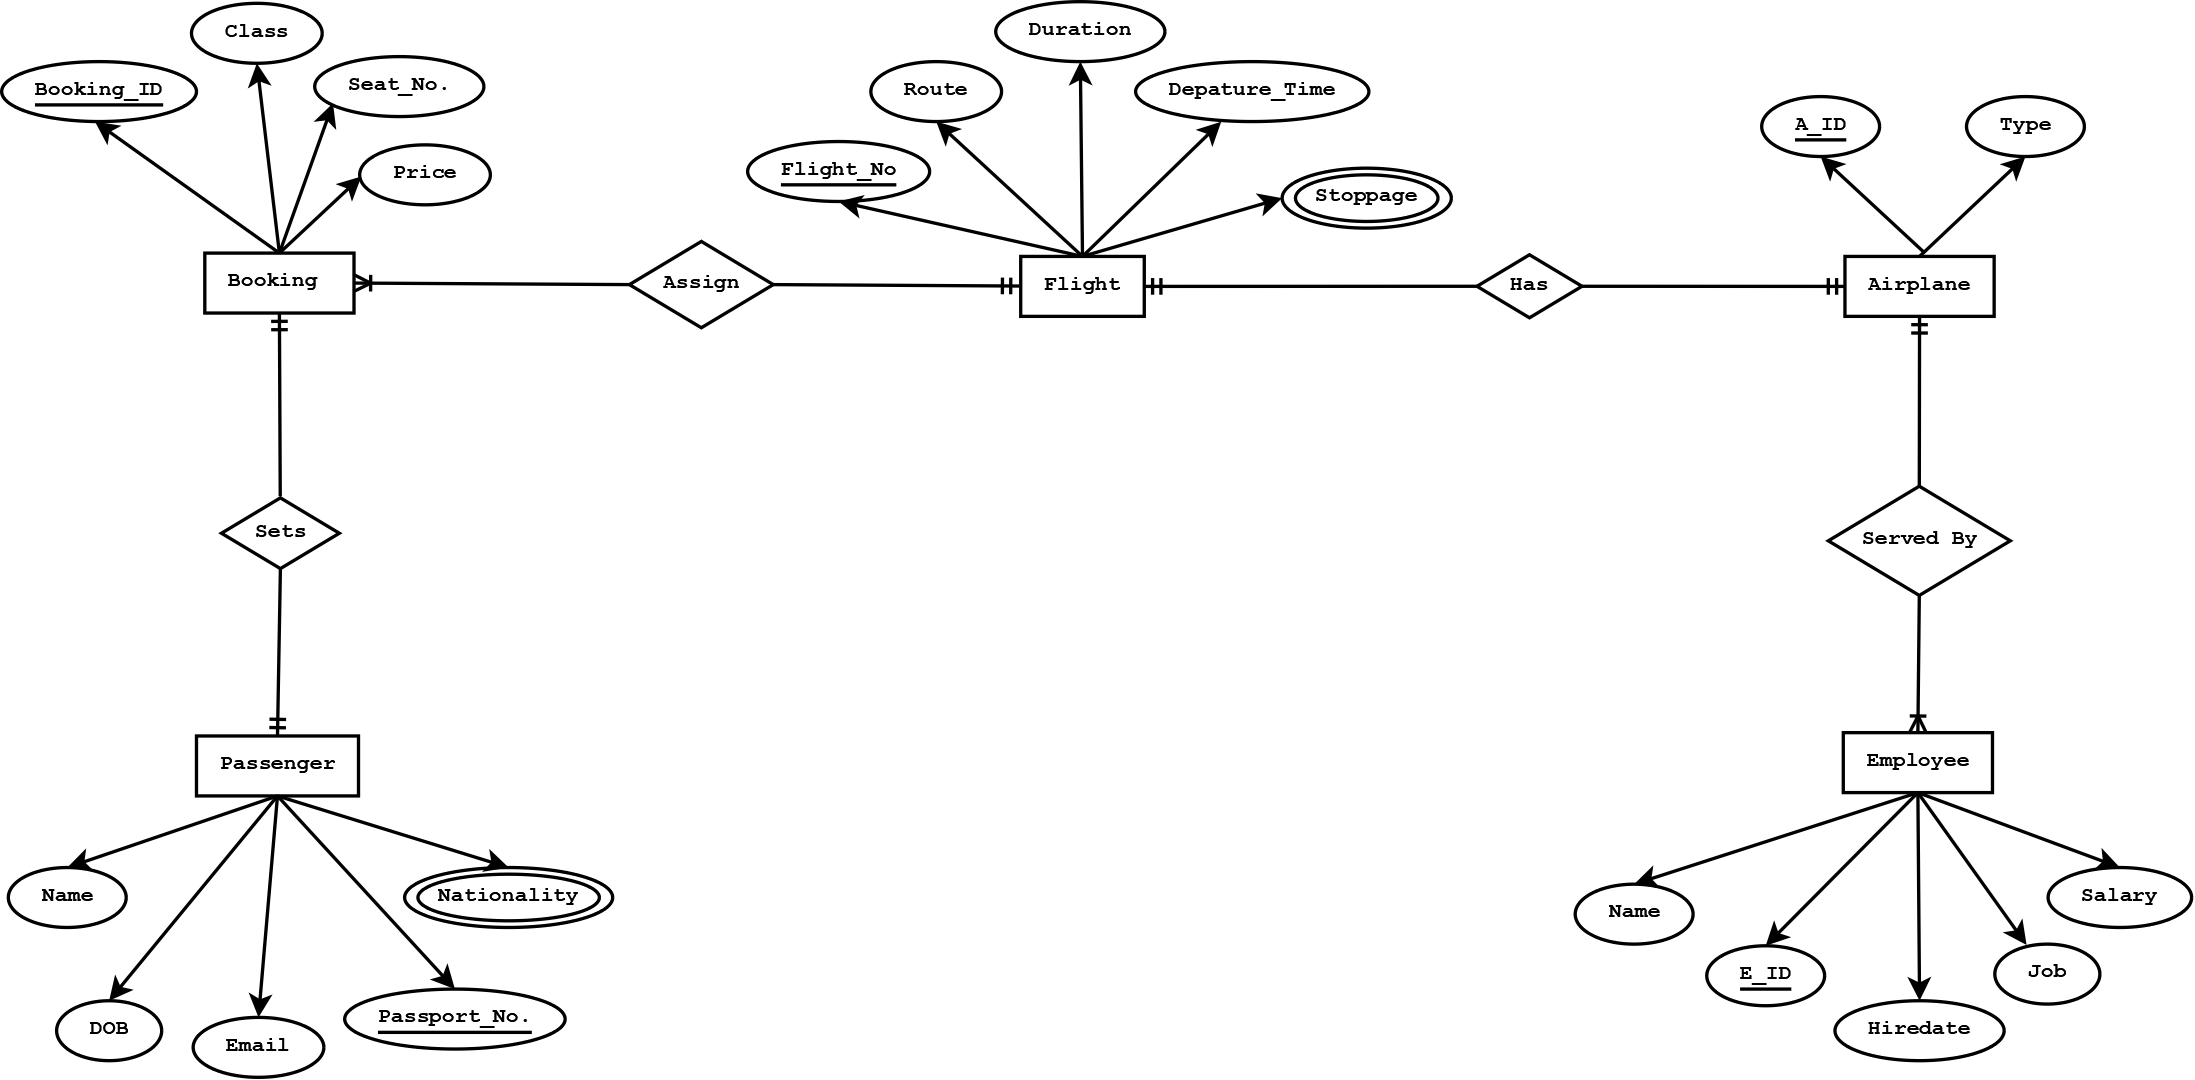 Class
Duration
Seat_No.
Booking_ID
Route
Depature_Time
A_ID
Type
Price
Flight_No
Stoppage
Booking
Assign
Flight
Has
Airplane
Sets
Served By
Passenger
Employee
Name
Nationality
Name
Salary
DOB
Email
Passport_No.
E_ID
Hiredate
Job